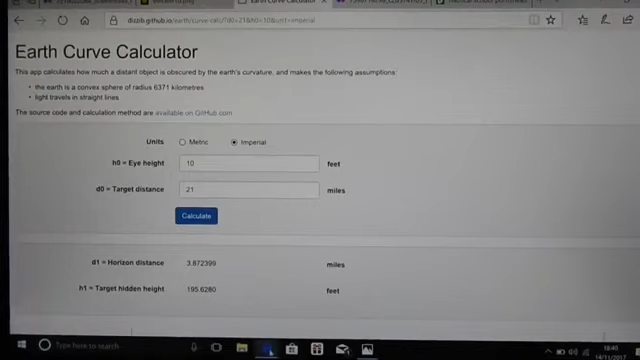 Earth Curve Calculator
dizzib.github.io/earth/curve-calc/?d0=21&h0=10&unit=imperial
Earth Curve Calculator
This app calculates how much a distant object is obscured by the earth's curvature, and makes the following assumptions:
• the earth is a convex sphere of radius 6371 kilometres
• light travels in straight lines
The source code and calculation method are available on GitHub.com
Units Metric Imperial
h0 = Eye height 10 feet
d0 = Target distance 21 miles
Calculate
d1 = Horizon distance 3.872399 miles
h1 = Target hidden height 195.6280 feet
Type here to search
18:40
14/11/2017